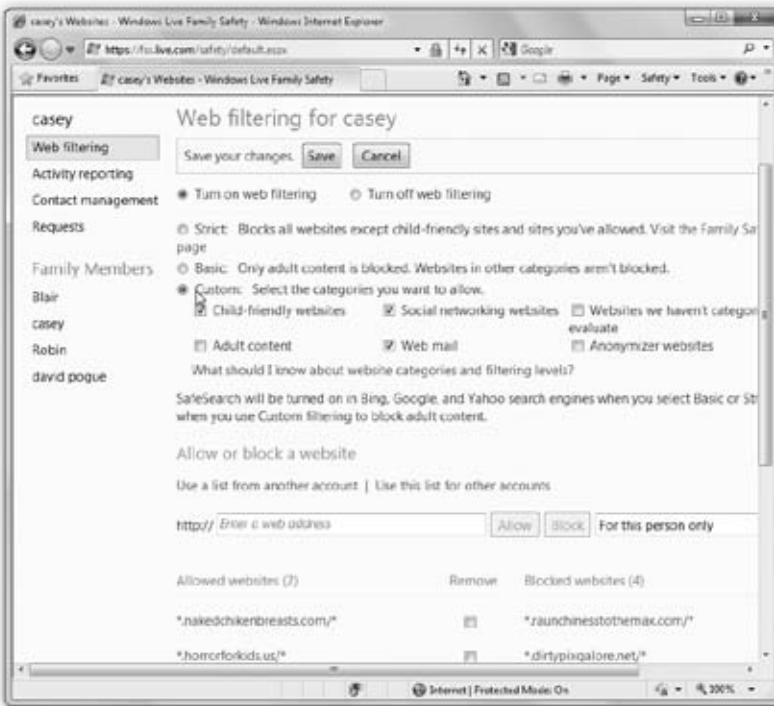 casey's Websites - Windows Live Family Safety - Windows Internet Explorer
https://fss.live.com/safety/default.aspx
Google
Favorites
casey's Websites - Windows Live Family Safety
Page
Safety
Tools
casey
Web filtering
Activity reporting
Contact management
Requests
Family Members
Blair
casey
Robin
david pogue
Web filtering for casey
Save your changes. Save Cancel
Turn on web filtering Turn off web filtering
Strict: Blocks all websites except child-friendly sites and sites you've allowed. Visit the Family Sa
page
Basic: Only adult content is blocked. Websites in other categories aren't blocked.
Custom: Select the categories you want to allow.
Child-friendly websites Social networking websites Websites we haven't categor
evaluate
Adult content Web mail Anonymizer websites
What should I know about website categories and filtering levels?
SafeSearch will be turned on in Bing, Google, and Yahoo search engines when you select Basic or Str
when you use Custom filtering to block adult content.
Allow or block a website
Use a list from another account | Use this list for other accounts
http:// Enter a web address Allow Block For this person only
Allowed websites (7) Remove Blocked websites (4)
*.nakedchikenbreasts.com/* *.raunchinesstothemax.com/*
*.horrorforkids.us/* *.dirtypixgalore.net/*
Internet | Protected Mode: On
100%